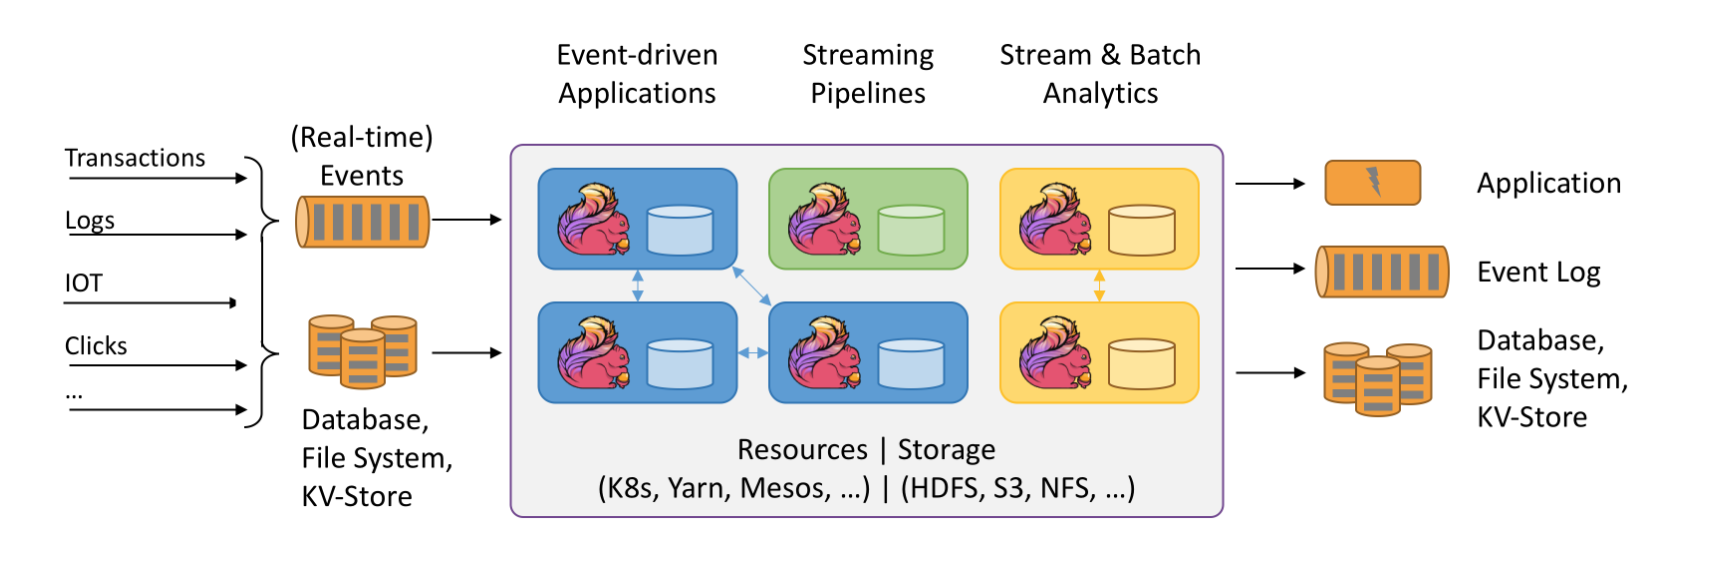 Event-driven
Applications
Streaming
Pipelines
Stream & Batch
Analytics
Transactions
Logs
IOT
Clicks
...
(Real-time)
Events
Database,
File System,
KV-Store
Resources | Storage
(K8s, Yarn, Mesos, ...) | (HDFS, S3, NFS, ...)
Application
Event Log
Database,
File System,
KV-Store